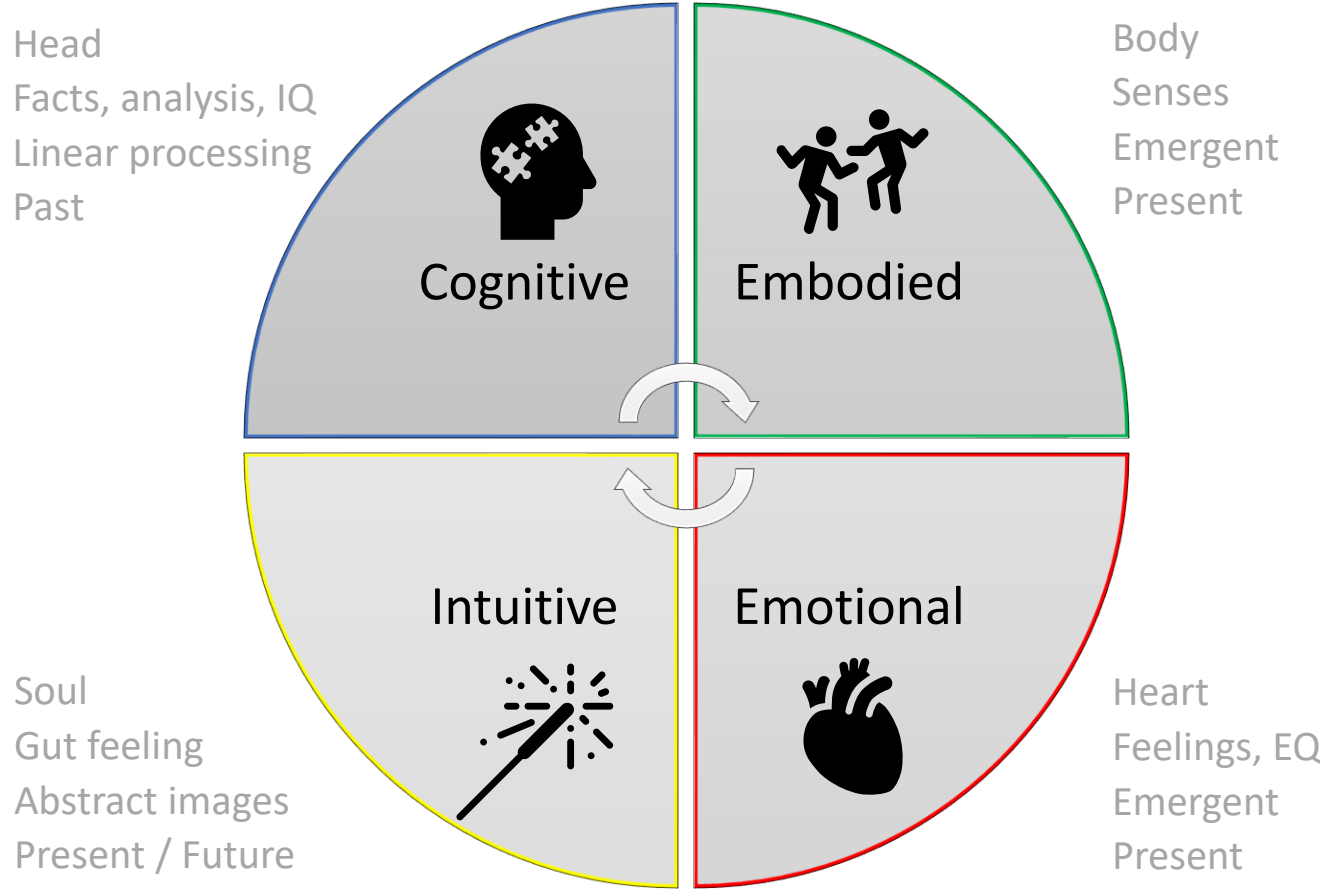 Head
Facts, analysis, IQ
Linear processing
Past
Body
Senses
Emergent
Present
Cognitive
Embodied
Intuitive
Emotional
Soul
Gut feeling
Abstract images
Present / Future
Heart
Feelings, EQ
Emergent
Present